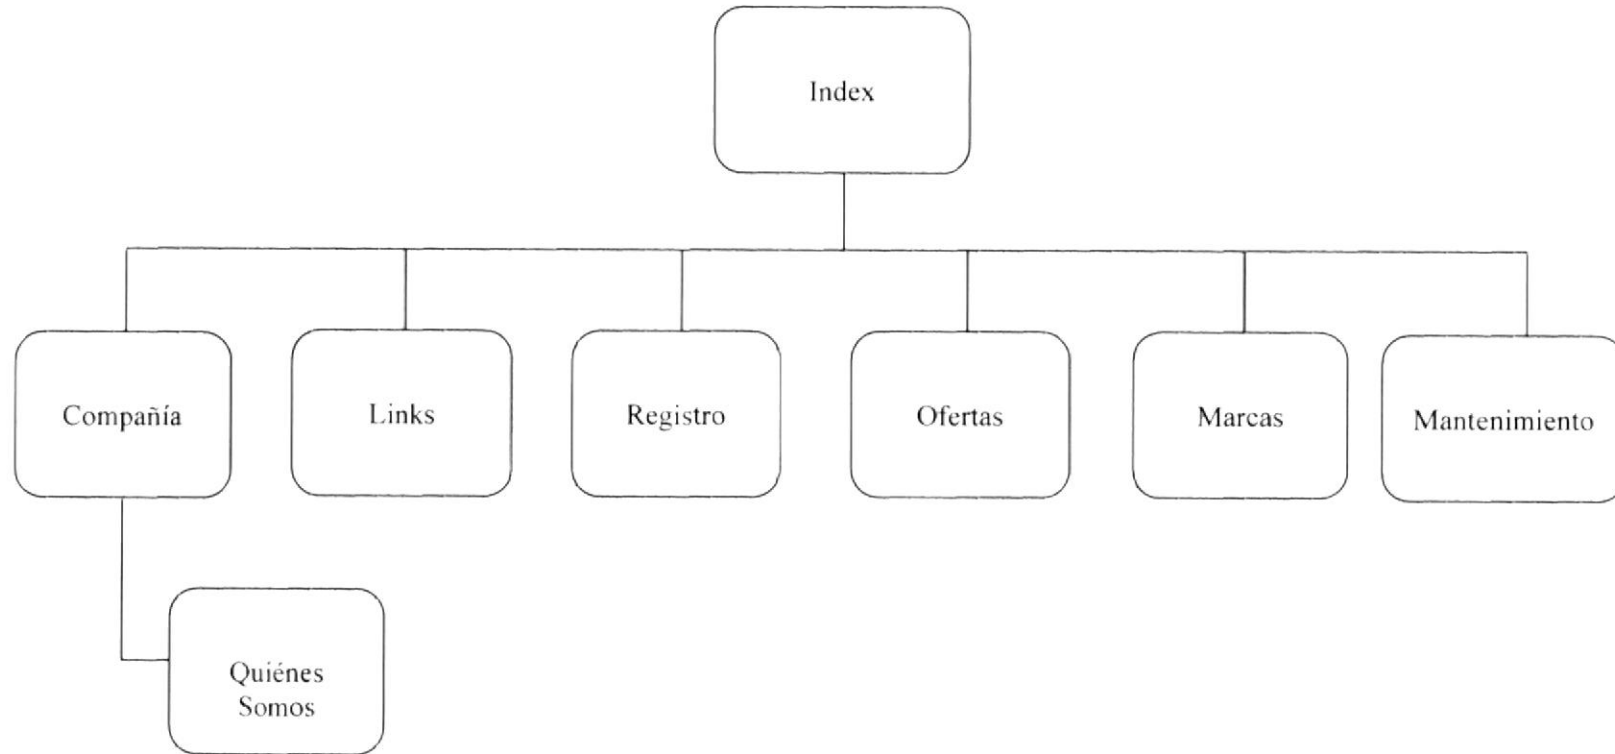 Index
Compañía
Links
Registro
Ofertas
Marcas
Mantenimiento
Quiénes
Somos